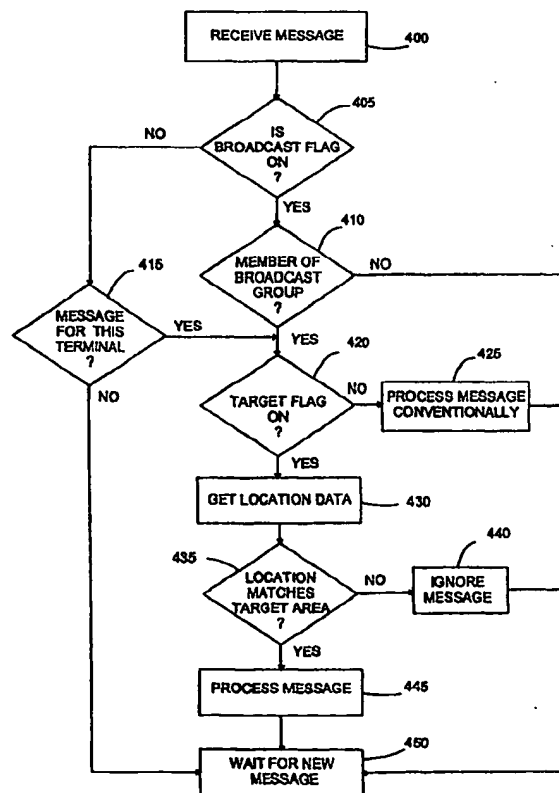 RECEIVE MESSAGE
400
405
IS
BROADCAST FLAG
ON
?
NO
YES
410
MEMBER OF
BROADCAST
GROUP
?
NO
415
MESSAGE
FOR THIS
TERMINAL
?
YES
YES
NO
420
TARGET FLAG
ON
?
NO
425
PROCESS MESSAGE
CONVENTIONALLY
YES
GET LOCATION DATA
430
435
LOCATION
MATCHES
TARGET AREA
?
NO
440
IGNORE
MESSAGE
YES
PROCESS MESSAGE
445
WAIT FOR NEW
MESSAGE
450